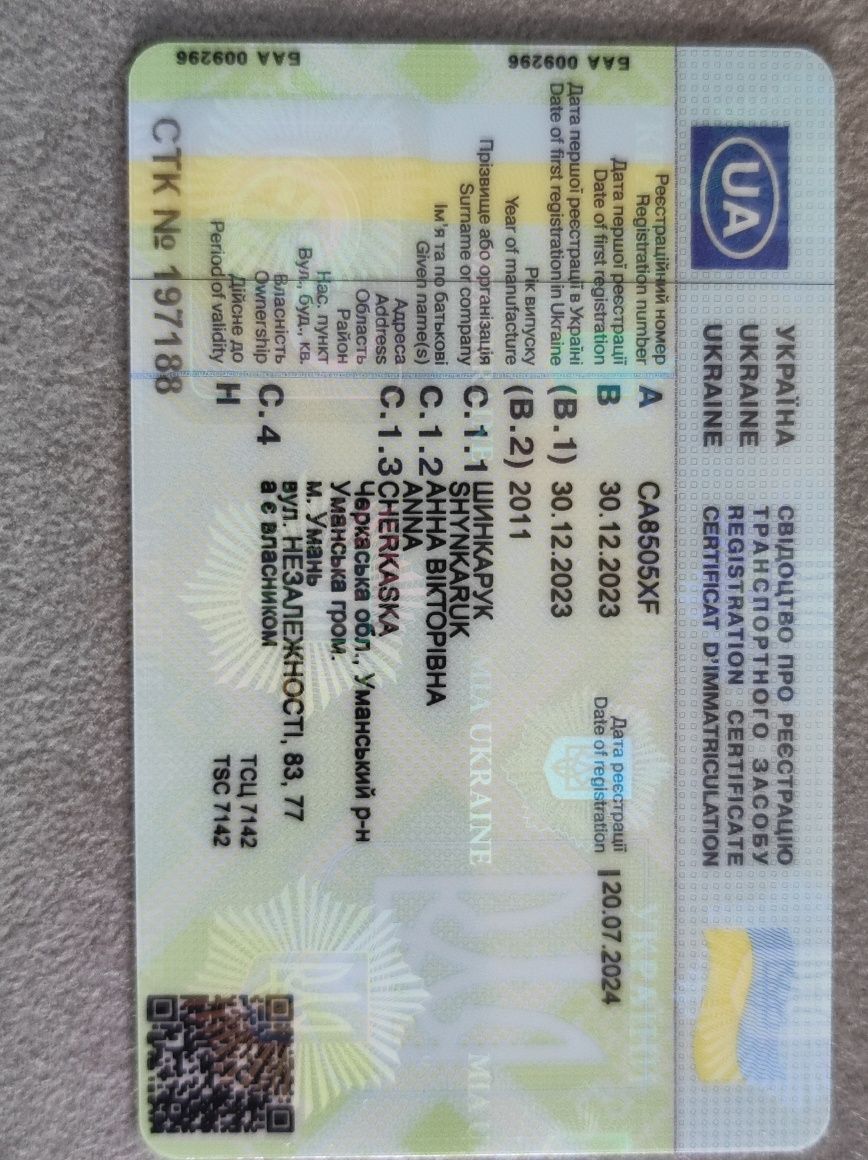 UA
УКРАЇНА
UKRAINE
UKRAINE
СВІДОЦТВО ПРО РЕЄСТРАЦІЮ
ТРАНСПОРТНОГО ЗАСОБУ
REGISTRATION CERTIFICATE
CERTIFICAT D'IMMATRICULATION
Реєстраційний номер
Registration number A CA8505XF
Дата першої реєстрації
Date of first registration B 30.12.2023
Дата реєстрації
Date of registration I 20.07.2024
Дата першої реєстрації в Україні
Date of first registration in Ukraine (B.1) 30.12.2023
Рік випуску
Year of manufacture (B.2) 2011
Прізвище або організація
Surname or company C.1.1 ШИНКАРУК
SHYNKARUK
Ім'я та по батькові
Given name(s) C.1.2 АННА ВІКТОРІВНА
ANNA
Адреса
Address C.1.3 CHERKASKA
Область Черкаська обл., Уманський р-н
Район Уманська гром.
Нас. пункт м. Умань
Вул., буд., кв. вул. НЕЗАЛЕЖНОСТІ, 83, 77
Власність
Ownership C.4 а є власником
Дійсне до
Period of validity H
ТСЦ 7142
TSC 7142
СТК № 197188
БАА 009296
БАА 009296
MIA UKRAINE
УКРАЇНА